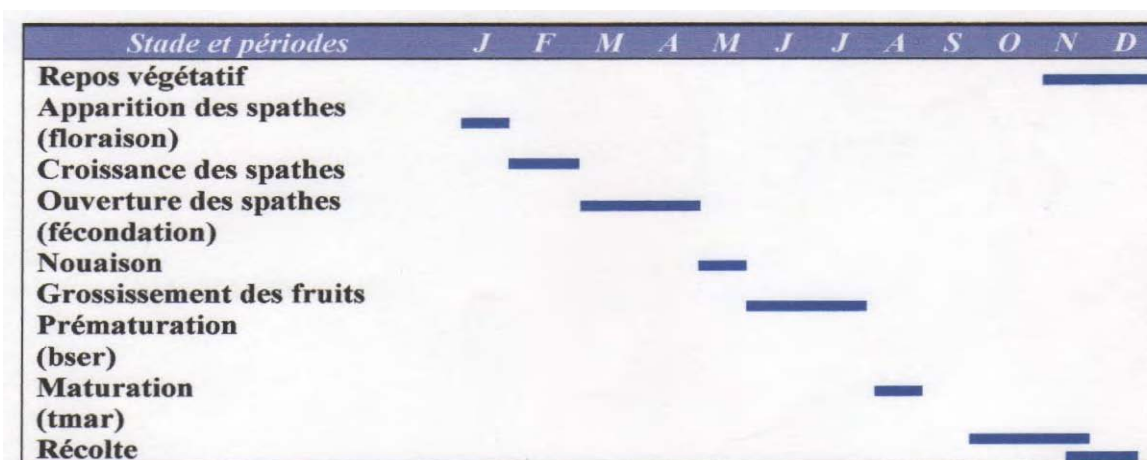 Stade et périodes J F M A M J J A S O N D
Repos végétatif
Apparition des spathes
(floraison)
Croissance des spathes
Ouverture des spathes
(fécondation)
Nouaison
Grossissement des fruits
Prématuration
(bser)
Maturation
(tmar)
Récolte